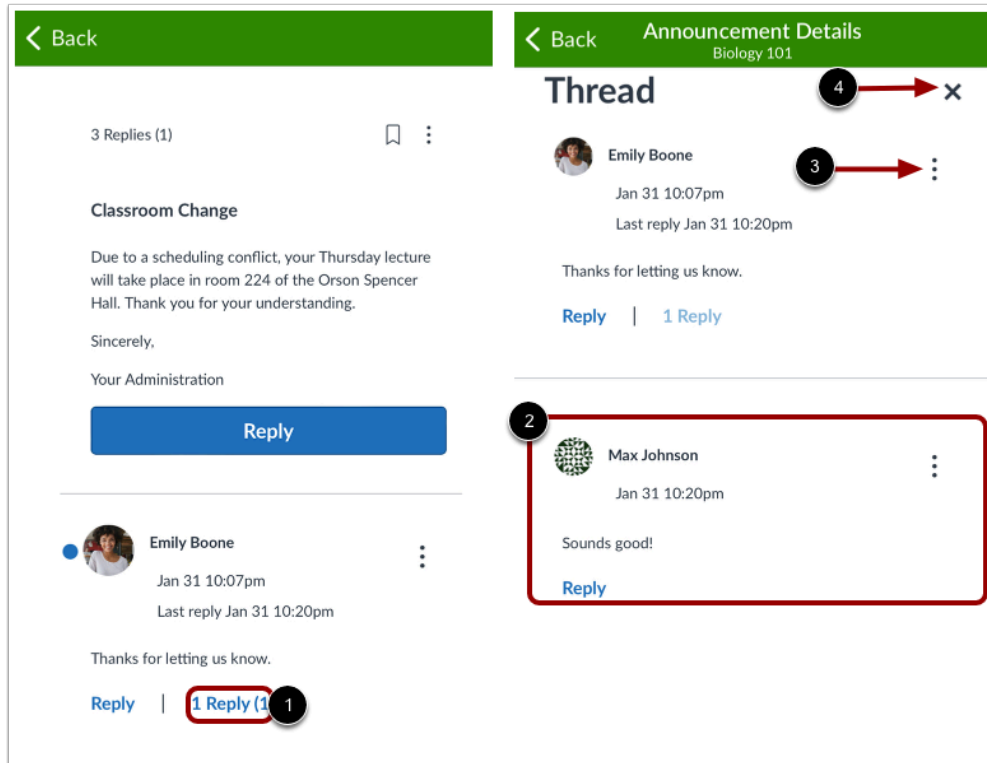 Back
3 Replies (1)
Classroom Change
Due to a scheduling conflict, your Thursday lecture
will take place in room 224 of the Orson Spencer
Hall. Thank you for your understanding.
Sincerely,
Your Administration
Reply
Emily Boone
Jan 31 10:07pm
Last reply Jan 31 10:20pm
Thanks for letting us know.
Reply | 1 Reply (1
1
Back
Announcement Details
Biology 101
Thread
4
Emily Boone
3
Jan 31 10:07pm
Last reply Jan 31 10:20pm
Thanks for letting us know.
Reply | 1 Reply
2
Max Johnson
Jan 31 10:20pm
Sounds good!
Reply